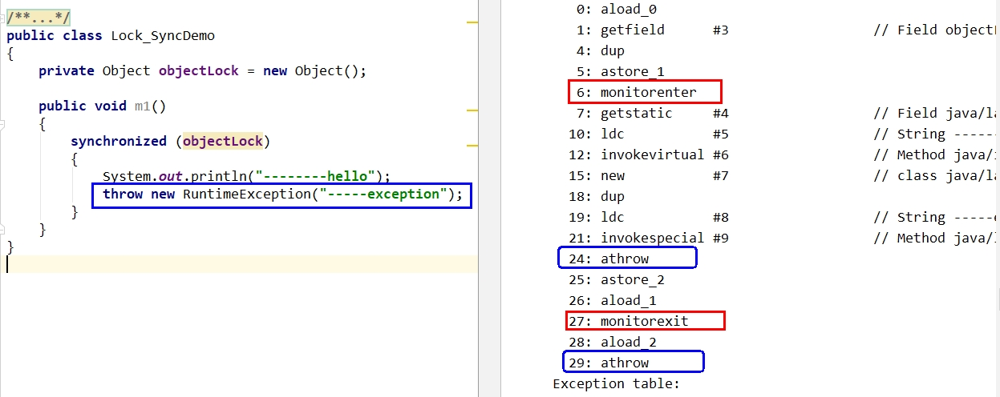 /**...*/
public class Lock_SyncDemo
{
private Object objectLock = new Object();
public void m1()
{
synchronized (objectLock)
{
System.out.println("--------hello");
throw new RuntimeException("-----exception");
}
}
}
0: aload_0
1: getfield #3 // Field objectL
4: dup
5: astore_1
6: monitorenter
7: getstatic #4 // Field java/la
10: ldc #5 // String ------
12: invokevirtual #6 // Method java/i
15: new #7 // class java/la
18: dup
19: ldc #8 // String -----e
21: invokespecial #9 // Method java/l
24: athrow
25: astore_2
26: aload_1
27: monitorexit
28: aload_2
29: athrow
Exception table: